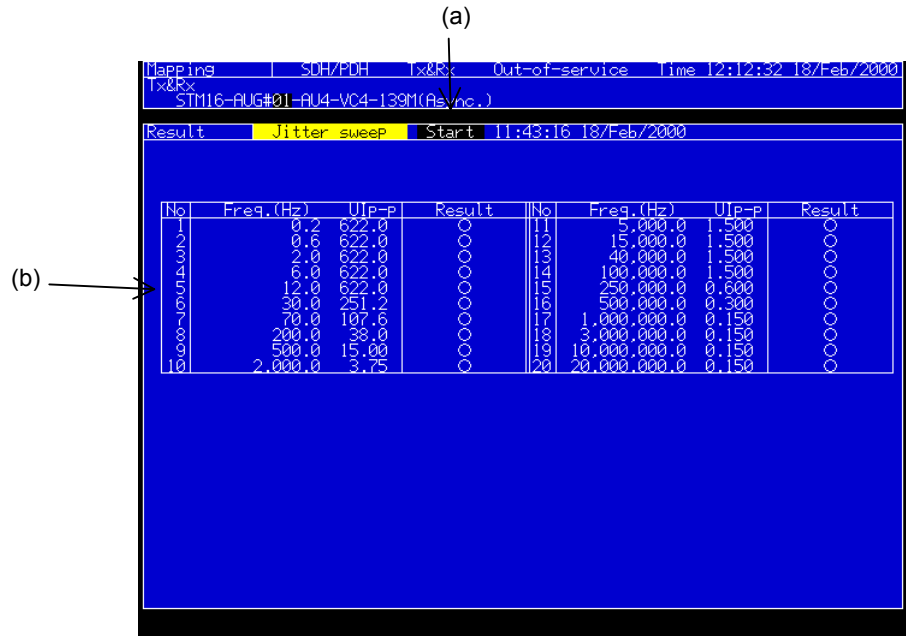 (a)
Mapping | SDH/PDH Tx&Rx Out-of-service Time 12:12:32 18/Feb/2000
Tx&Rx
STM16-AUG#01-AU4-VC4-139M(Async.)
Result Jitter sweep Start 11:43:16 18/Feb/2000
No Freq.(Hz) UIp-p Result No Freq.(Hz) UIp-p Result
1 0.2 622.0 ○ 11 5,000.0 1.500 ○
2 0.6 622.0 ○ 12 15,000.0 1.500 ○
3 2.0 622.0 ○ 13 40,000.0 1.500 ○
4 6.0 622.0 ○ 14 100,000.0 1.500 ○
(b)
5 12.0 622.0 ○ 15 250,000.0 0.600 ○
6 30.0 251.2 ○ 16 500,000.0 0.300 ○
7 70.0 107.6 ○ 17 1,000,000.0 0.150 ○
8 200.0 38.0 ○ 18 3,000,000.0 0.150 ○
9 500.0 15.00 ○ 19 10,000,000.0 0.150 ○
10 2,000.0 3.75 ○ 20 20,000,000.0 0.150 ○